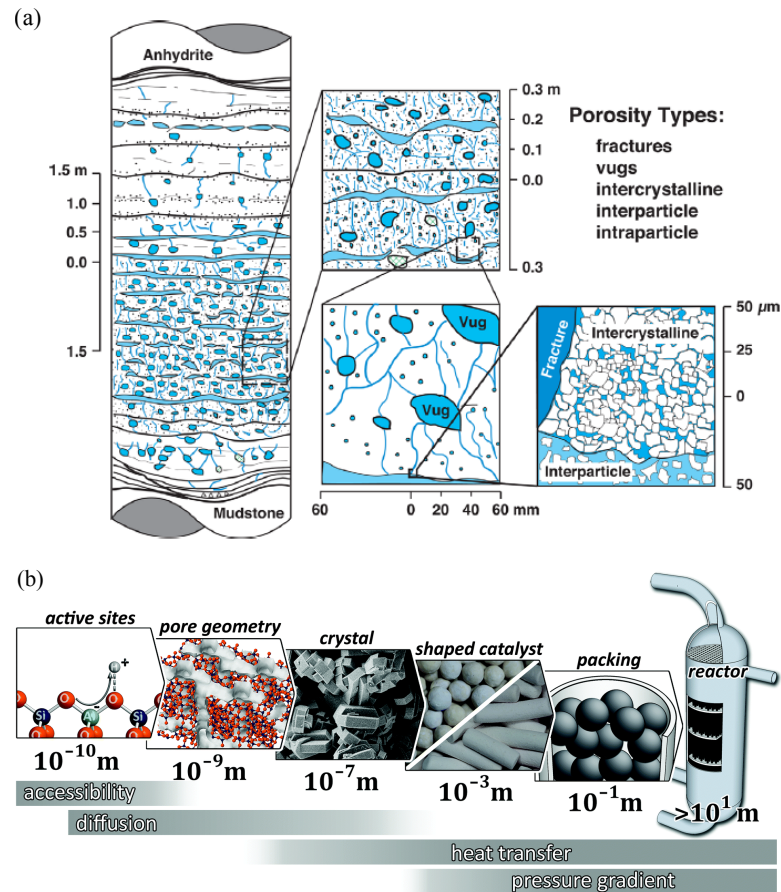 (a)
Anhydrite
1.5 m
1.0
0.5
0.0
1.5
Mudstone
0.3 m
0.2
0.1
0.0
0.3
Porosity Types:
fractures
vugs
intercrystalline
interparticle
intraparticle
Vug
Vug
60
0
20
40
60 mm
Fracture
Intercrystalline
Interparticle
50 µm
25
0
50
(b)
active sites
pore geometry
crystal
shaped catalyst
packing
reactor
+
-
O
O
O
Si
Al
Si
10⁻¹⁰m
10⁻⁹m
10⁻⁷m
10⁻³m
10⁻¹m
>10¹ m
accessibility
diffusion
heat transfer
pressure gradient